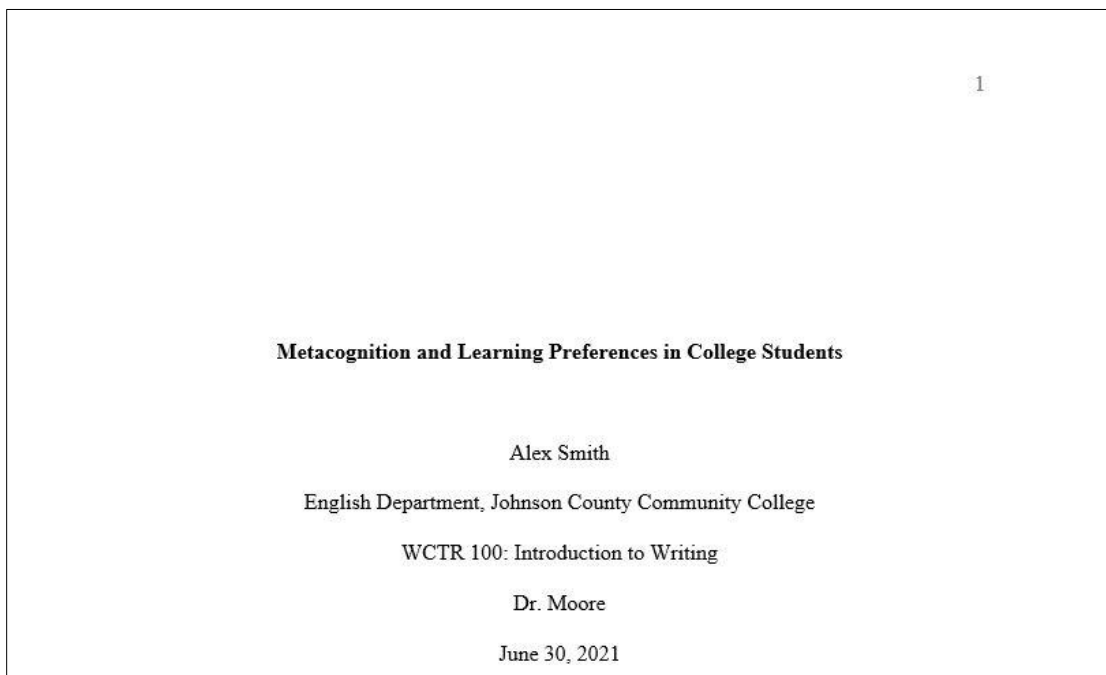 1
Metacognition and Learning Preferences in College Students
Alex Smith
English Department, Johnson County Community College
WCTR 100: Introduction to Writing
Dr. Moore
June 30, 2021